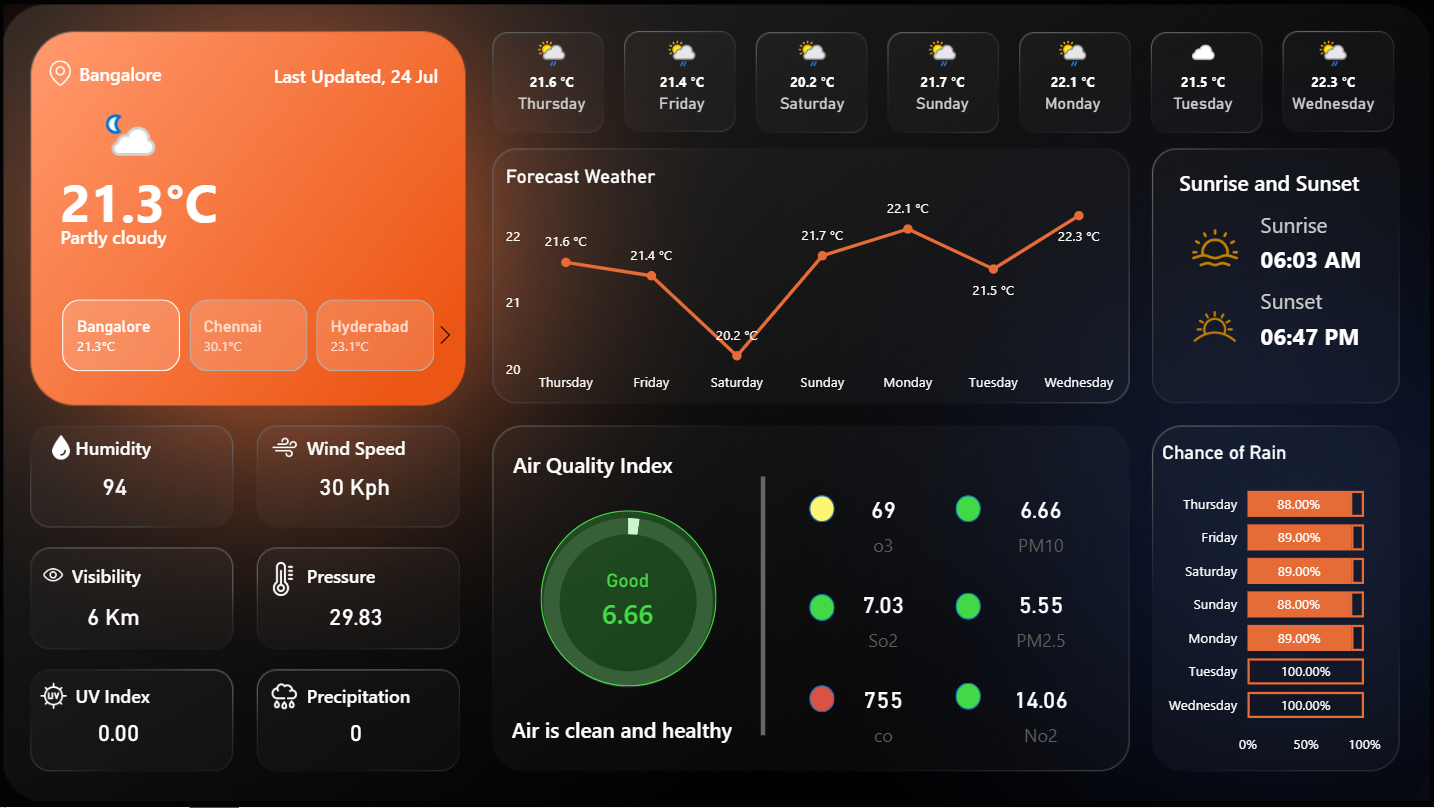 Bangalore
Last Updated, 24 Jul
21.3°C
Partly cloudy
Bangalore
21.3°C
Chennai
30.1°C
Hyderabad
23.1°C
21.6 °C
Thursday
21.4 °C
Friday
20.2 °C
Saturday
21.7 °C
Sunday
22.1 °C
Monday
21.5 °C
Tuesday
22.3 °C
Wednesday
Forecast Weather
22
21
20
21.6 °C
21.4 °C
20.2 °C
21.7 °C
22.1 °C
21.5 °C
22.3 °C
Thursday
Friday
Saturday
Sunday
Monday
Tuesday
Wednesday
Sunrise and Sunset
Sunrise
06:03 AM
Sunset
06:47 PM
Humidity
94
Wind Speed
30 Kph
Visibility
6 Km
Pressure
29.83
UV
UV Index
0.00
Precipitation
0
Air Quality Index
Good
6.66
Air is clean and healthy
69
o3
6.66
PM10
7.03
So2
5.55
PM2.5
755
co
14.06
No2
Chance of Rain
Thursday 88.00%
Friday 89.00%
Saturday 89.00%
Sunday 88.00%
Monday 89.00%
Tuesday 100.00%
Wednesday 100.00%
0% 50% 100%